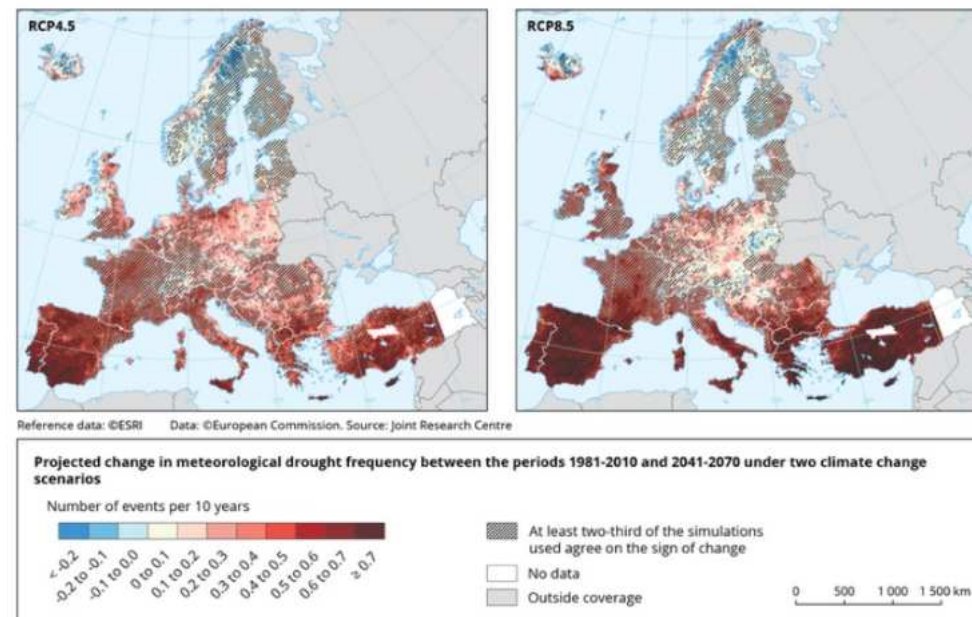 RCP4.5
RCP8.5
Reference data: ©ESRI Data: ©European Commission. Source: Joint Research Centre
Projected change in meteorological drought frequency between the periods 1981-2010 and 2041-2070 under two climate change
scenarios
Number of events per 10 years
< -0.2
-0.2 to -0.1
-0.1 to 0.0
0 to 0.1
0.1 to 0.2
0.2 to 0.3
0.3 to 0.4
0.4 to 0.5
0.5 to 0.6
0.6 to 0.7
≥ 0.7
At least two-third of the simulations
used agree on the sign of change
No data
Outside coverage
0 500 1 000 1 500 km